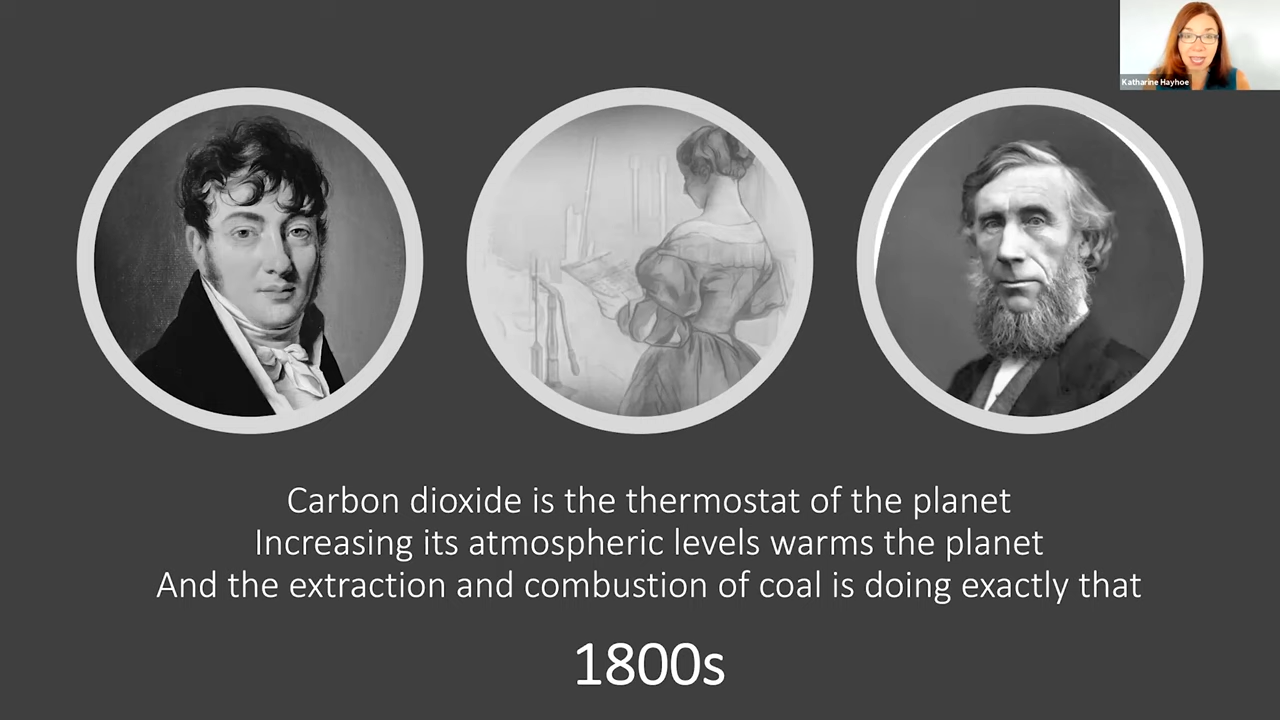 Katharine Hayhoe
Carbon dioxide is the thermostat of the planet
Increasing its atmospheric levels warms the planet
And the extraction and combustion of coal is doing exactly that
1800s